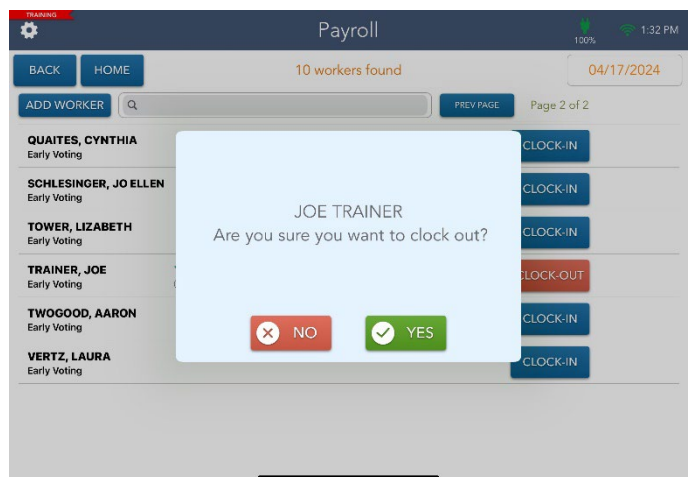 TRAINING
Payroll
100%
1:32 PM
BACK
HOME
10 workers found
04/17/2024
ADD WORKER
PREV PAGE
Page 2 of 2
QUAITES, CYNTHIA
Early Voting
CLOCK-IN
SCHLESINGER, JO ELLEN
Early Voting
CLOCK-IN
TOWER, LIZABETH
Early Voting
CLOCK-IN
TRAINER, JOE
Early Voting
CLOCK-OUT
TWOGOOD, AARON
Early Voting
CLOCK-IN
VERTZ, LAURA
Early Voting
CLOCK-IN
JOE TRAINER
Are you sure you want to clock out?
NO
YES